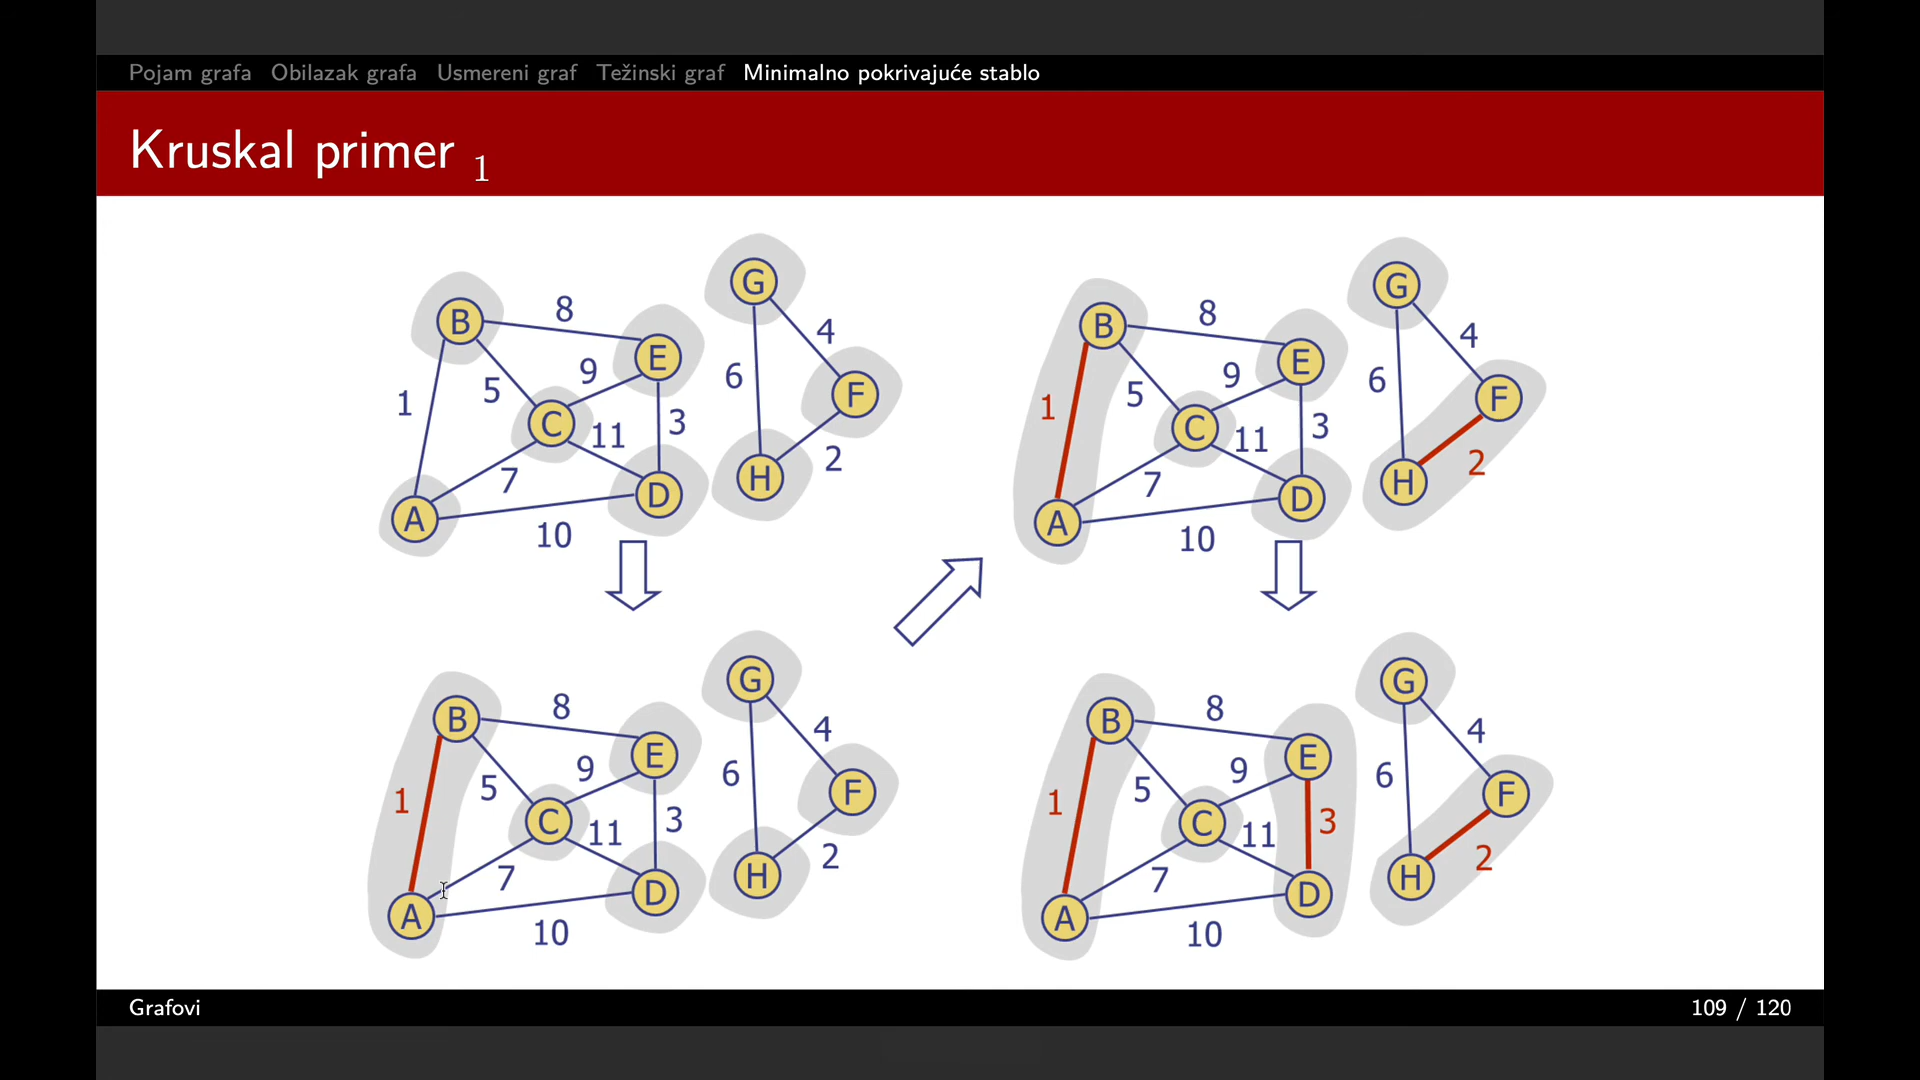 Pojam grafa Obilazak grafa Usmereni graf Težinski graf Minimalno pokrivajuće stablo
Kruskal primer 1
G
B 8 E 4
1 5 9 6 F
C 11 3 2
7 H
A 10 D
G
B 8 E 4
1 5 9 6 F
C 11 3 2
7 H
A 10 D
G
B 8 E 4
1 5 9 6 F
C 11 3 2
7 H
A 10 D
G
B 8 E 4
1 5 9 6 F
C 11 3 2
7 H
A 10 D
Grafovi 109 / 120